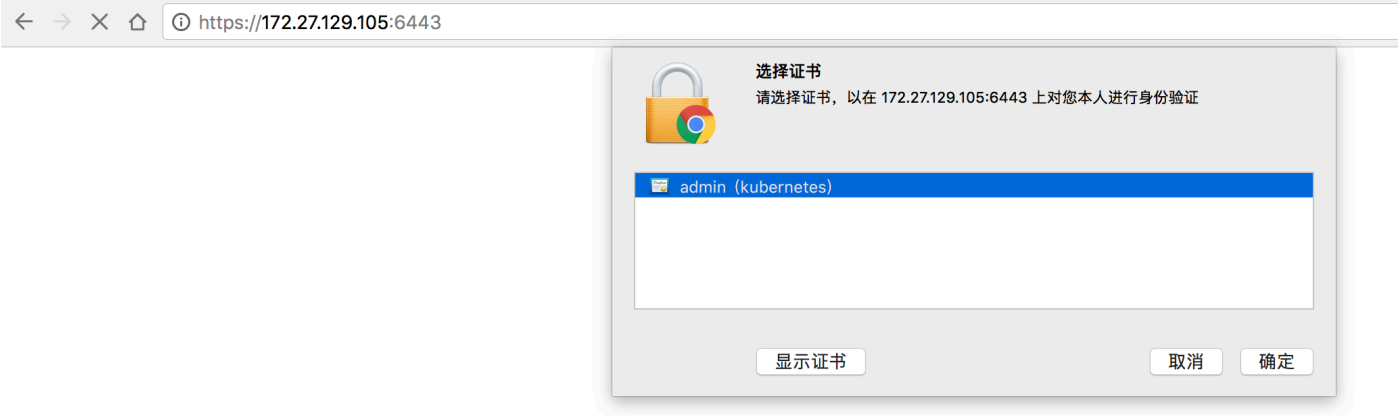 https://172.27.129.105:6443
选择证书
请选择证书，以在 172.27.129.105:6443 上对您本人进行身份验证
admin（kubernetes）
显示证书
取消
确定